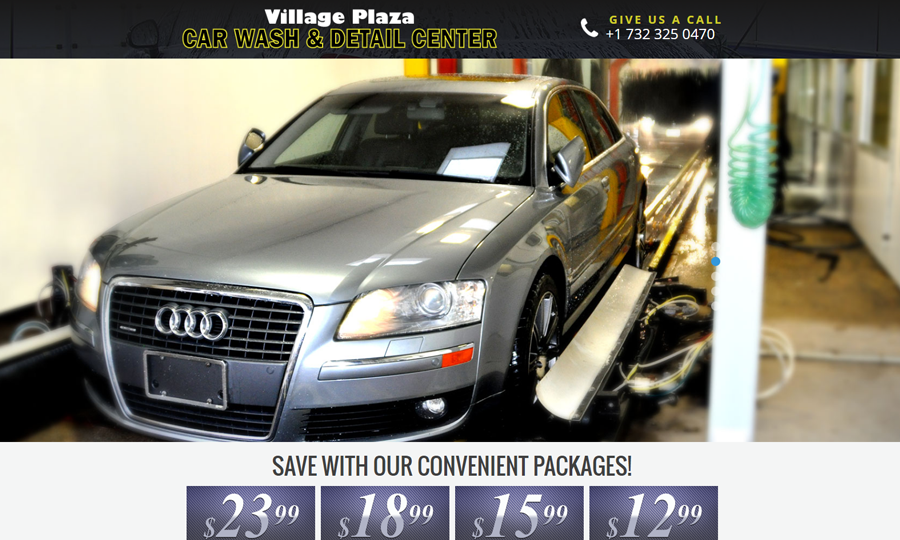 Village Plaza
CAR WASH & DETAIL CENTER
GIVE US A CALL
+1 732 325 0470
SAVE WITH OUR CONVENIENT PACKAGES!
$23.99 $18.99 $15.99 $12.99